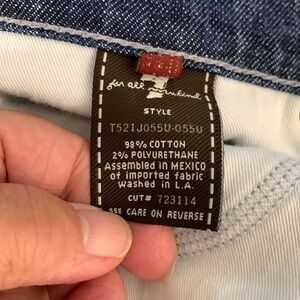 for all 7 mankind
STYLE
T521J055U-055U
98% COTTON
2% POLYURETHANE
Assembled in MEXICO
of imported fabric
washed in L.A.
CUT# 723114
SEE CARE ON REVERSE